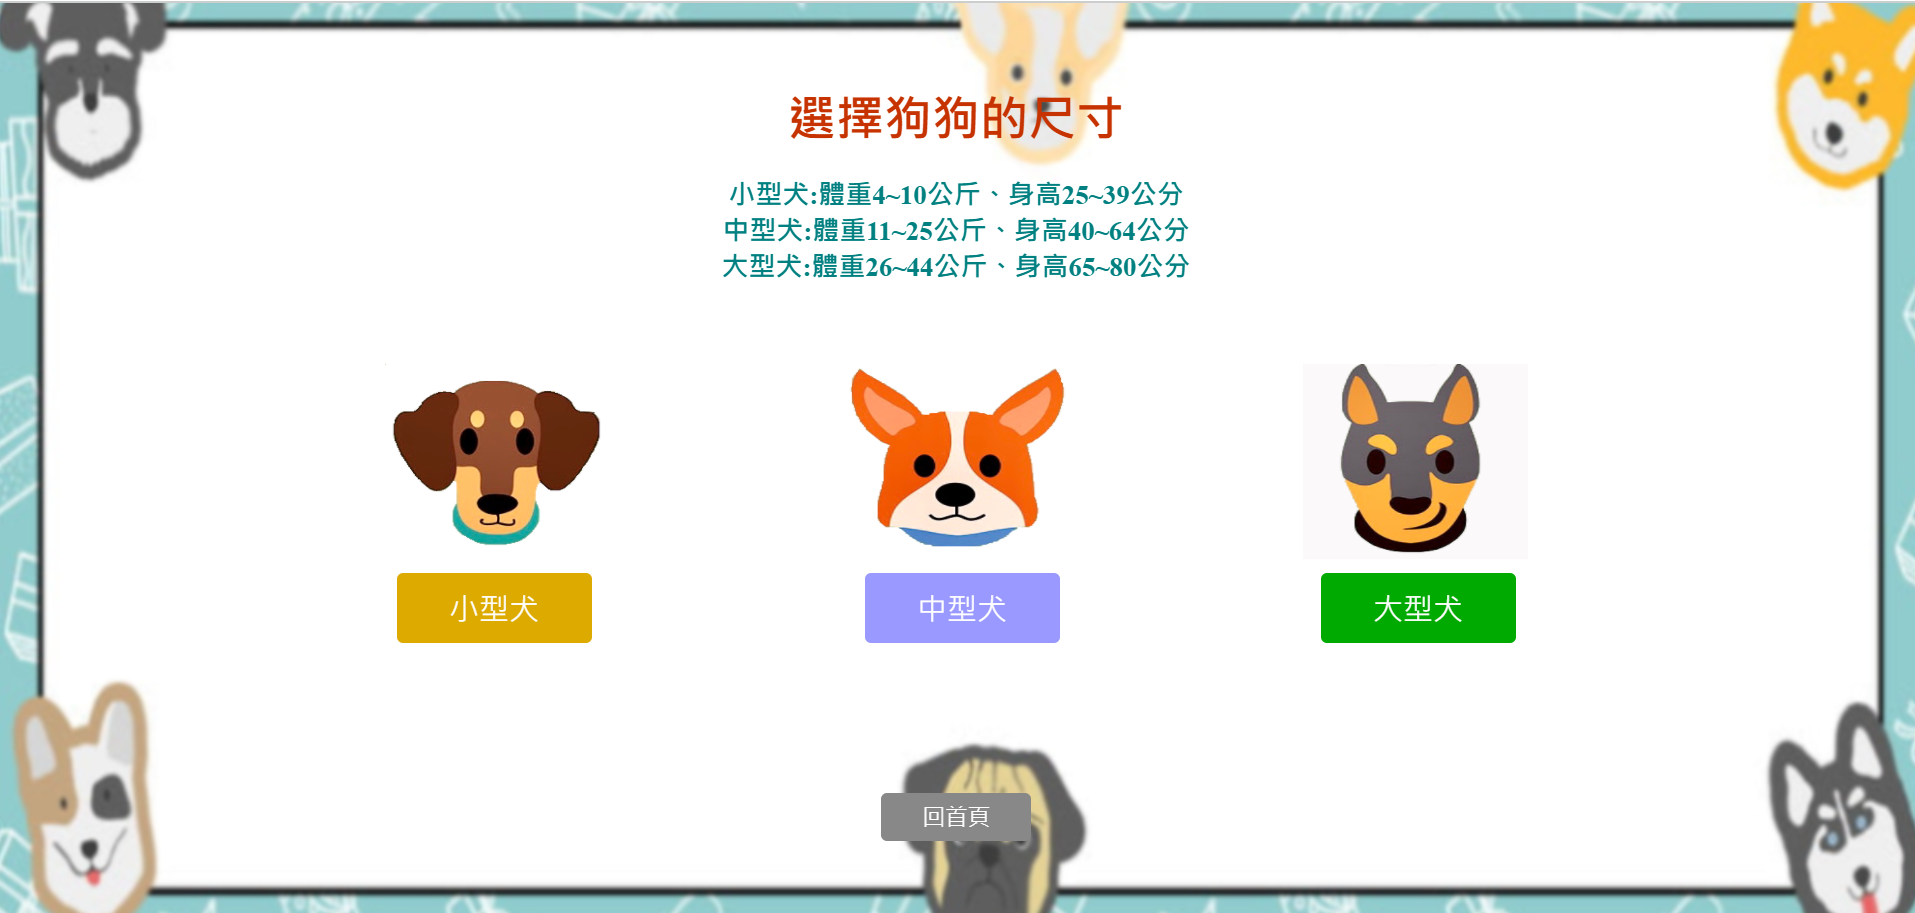 選擇狗狗的尺寸
小型犬:體重4~10公斤、身高25~39公分
中型犬:體重11~25公斤、身高40~64公分
大型犬:體重26~44公斤、身高65~80公分
小型犬
中型犬
大型犬
回首頁